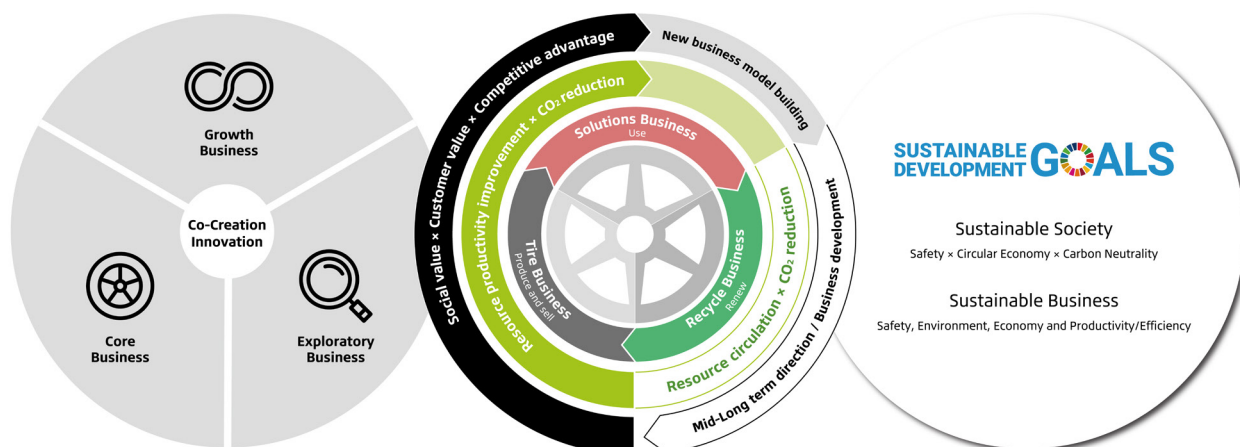 Growth
Business
Co-Creation
Innovation
Core
Business
Exploratory
Business
Social value × Customer value × Competitive advantage
New business model building
Mid-Long term direction / Business development
Resource productivity improvement × CO₂ reduction
Resource circulation × CO₂ reduction
Solutions Business
Use
Tire Business
Produce and sell
Recycle Business
Renew
SUSTAINABLE
DEVELOPMENT
GOALS
Sustainable Society
Safety × Circular Economy × Carbon Neutrality
Sustainable Business
Safety, Environment, Economy and Productivity/Efficiency